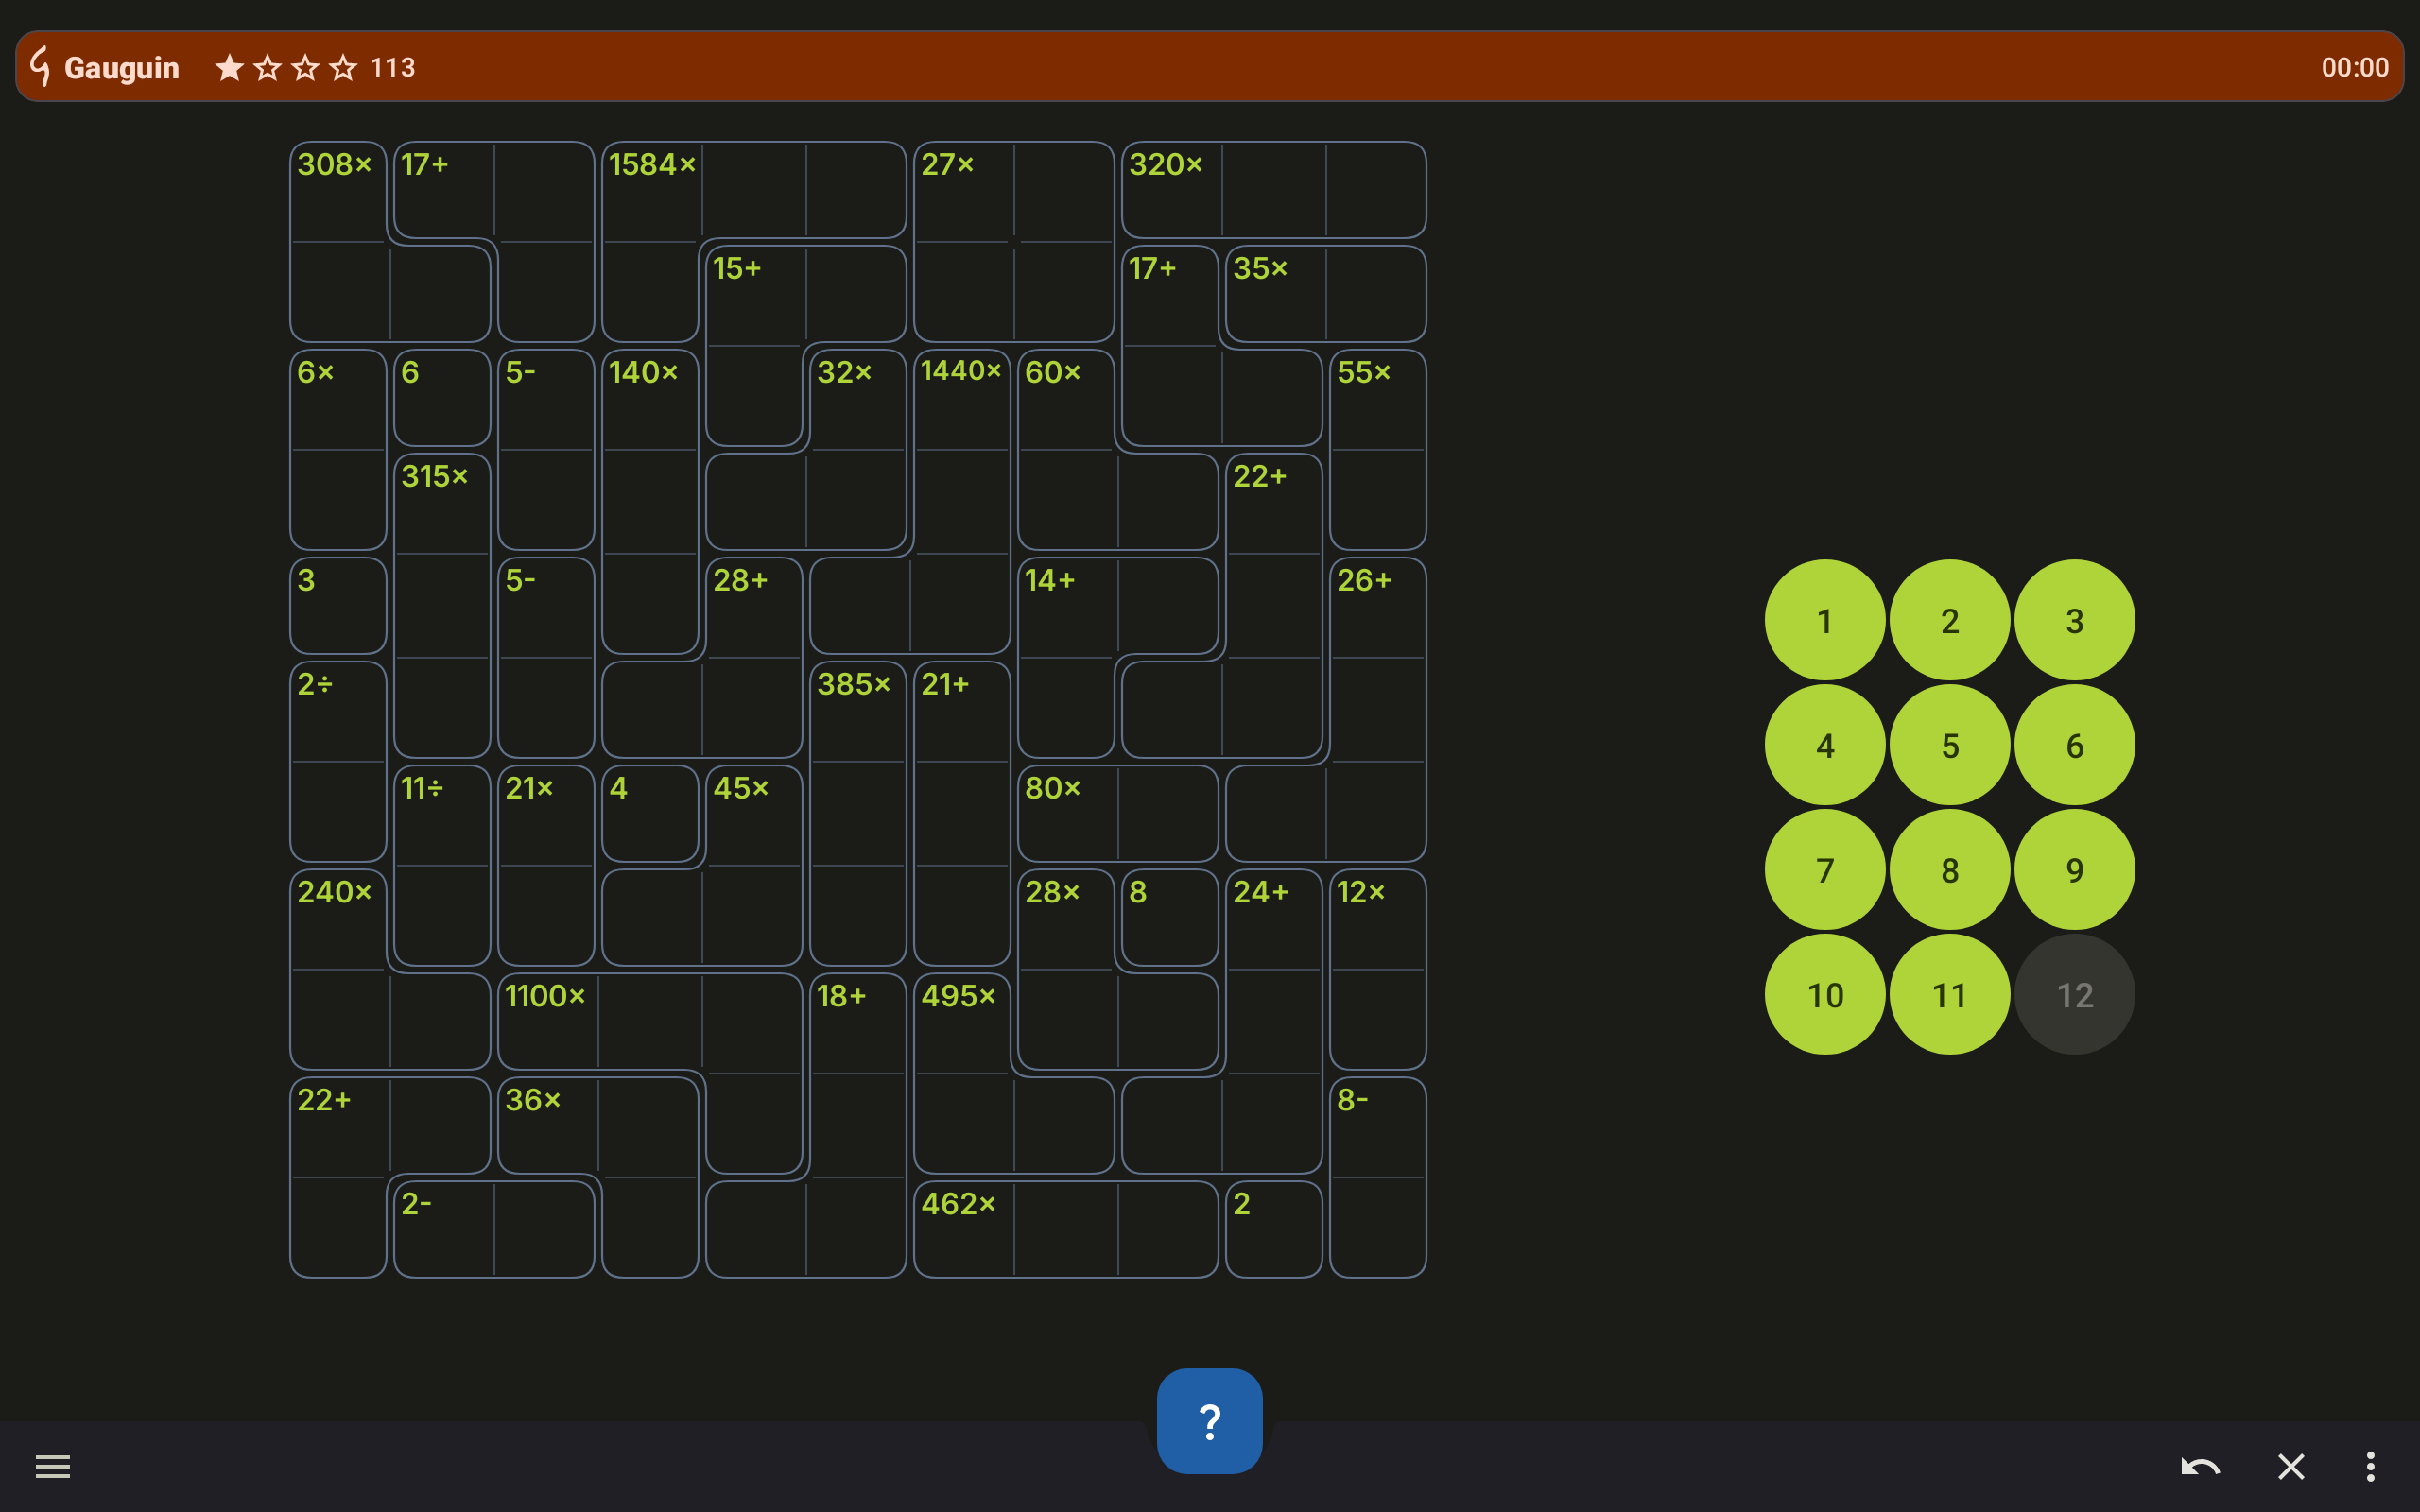 Gauguin 113 00:00
308× 17+ 1584× 27× 320×
15+ 17+ 35×
6× 6 5- 140× 32× 1440× 60× 55×
315× 22+
3 5- 28+ 14+ 26+
2÷ 385× 21+
1 2 3
11÷ 21× 4 45× 80×
4 5 6
240× 28× 8 24+ 12×
7 8 9
1100× 18+ 495×
10 11 12
22+ 36× 8-
2- 462× 2
?